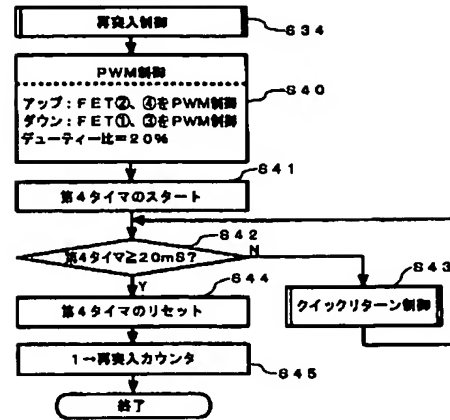 再突入制御
S34
PWM制御
アップ：FET②、④をPWM制御
ダウン：FET①、③をPWM制御
デューティー比=20%
S40
S41
第4タイマのスタート
S42
第4タイマ≧20mS?
N
Y
S43
クイックリターン制御
S44
第4タイマのリセット
1→再突入カウンタ
S45
終了